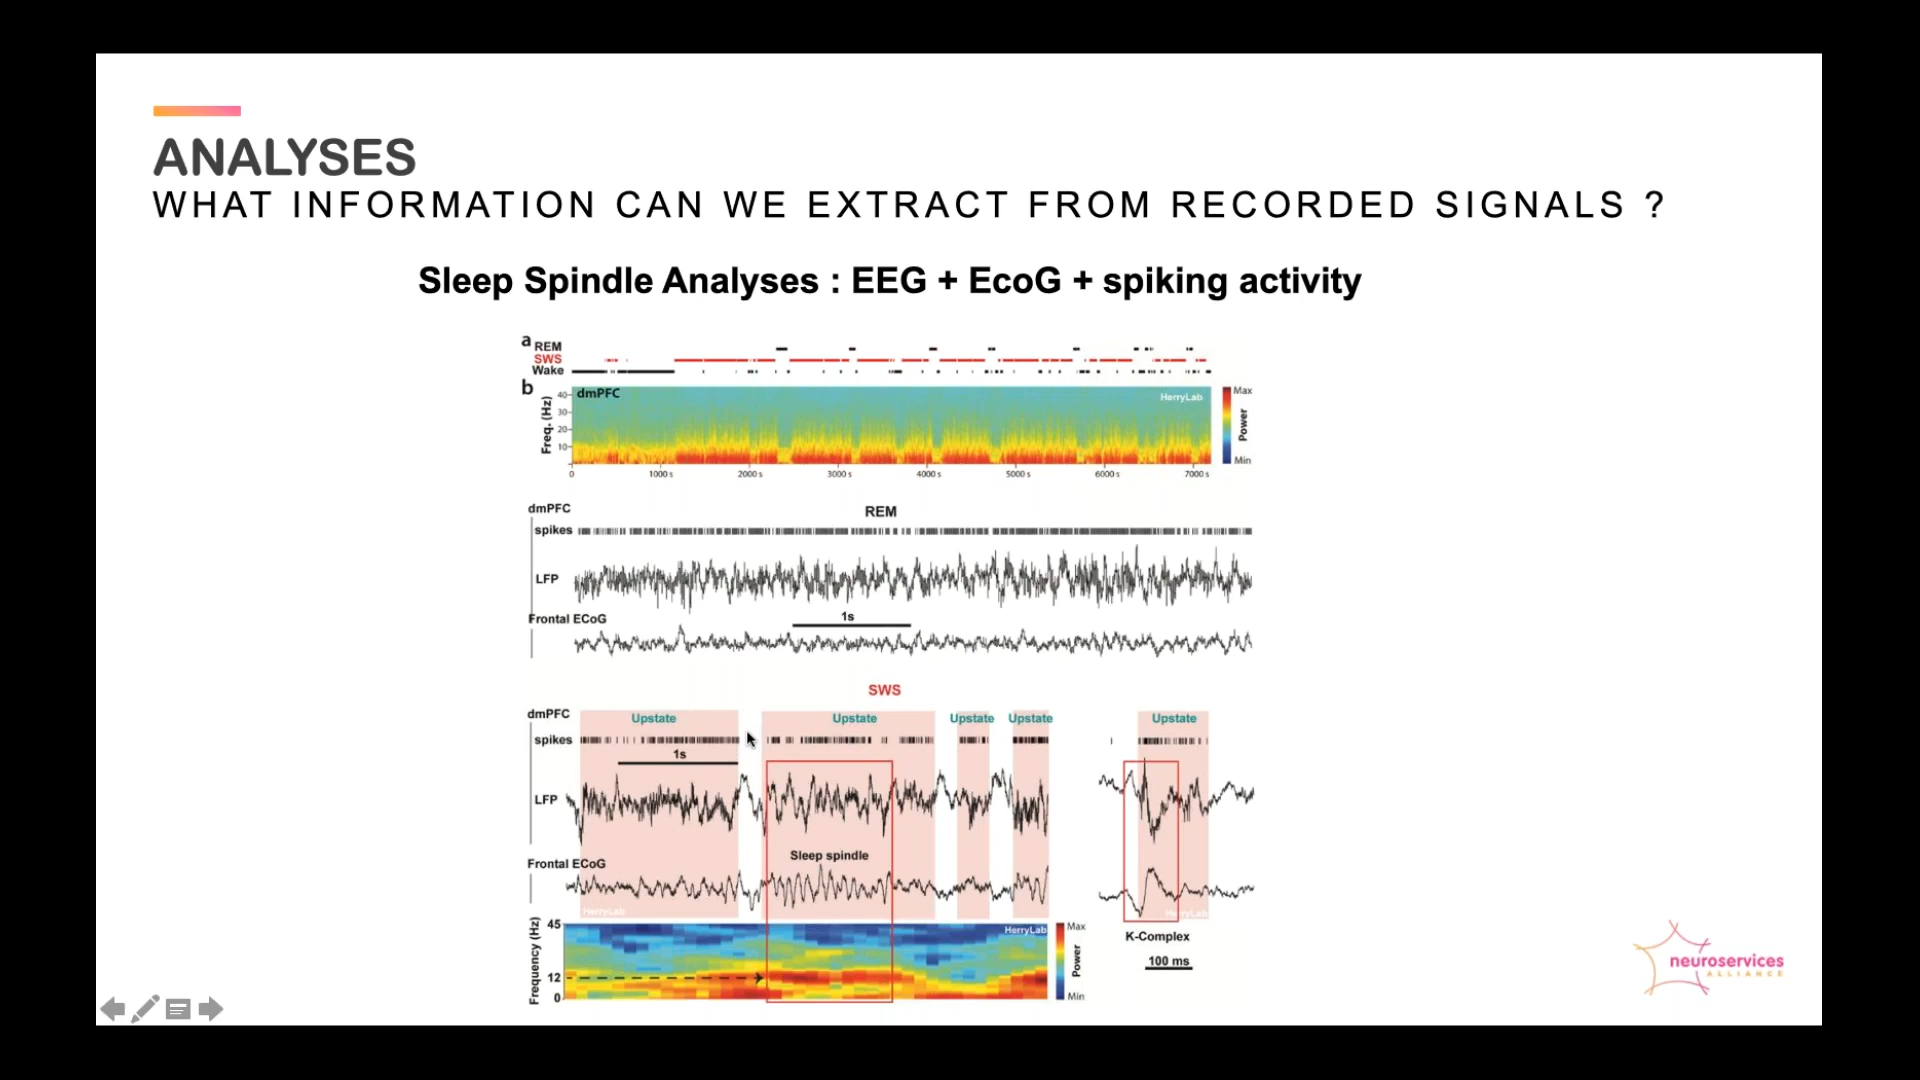 ANALYSES
WHAT INFORMATION CAN WE EXTRACT FROM RECORDED SIGNALS ?
Sleep Spindle Analyses : EEG + EcoG + spiking activity
a
REM
SWS
Wake
b
dmPFC
HerryLab
Freq. (Hz)
40
30
20
10
Max
Power
Min
0
1000 s
2000 s
3000 s
4000 s
5000 s
6000 s
7000 s
dmPFC
REM
spikes
LFP
Frontal ECoG
1s
SWS
dmPFC
Upstate
Upstate
Upstate
Upstate
Upstate
spikes
1s
LFP
Sleep spindle
Frontal ECoG
HerryLab
HerryLab
Frequency (Hz)
45
12
0
HerryLab
Max
Power
Min
K-Complex
100 ms
neuroservices
ALLIANCE